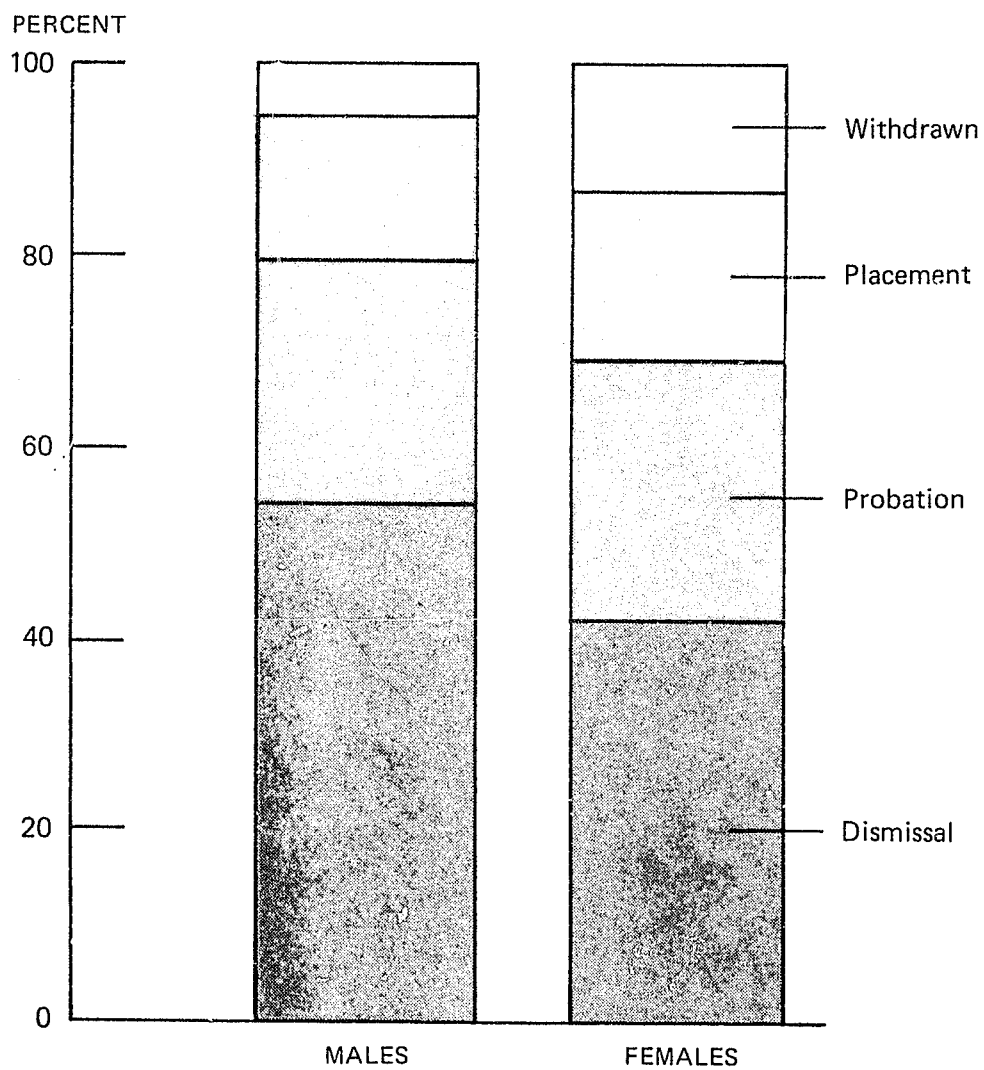 PERCENT
100
80
60
40
20
0
Withdrawn
Placement
Probation
Dismissal
MALES
FEMALES